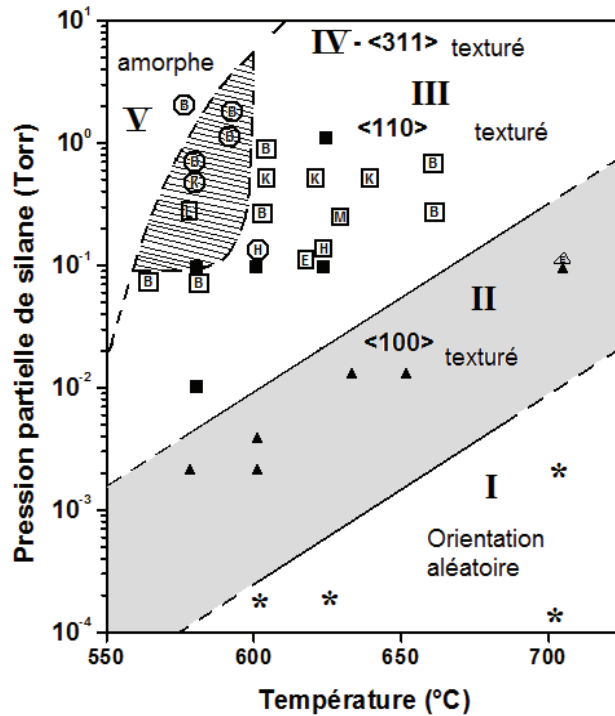 Pression partielle de silane (Torr)
10¹
10⁰
10⁻¹
10⁻²
10⁻³
10⁻⁴
amorphe
V
IV - <311> texturé
III
<110> texturé
B
B
B
B
B
K
K
K
K
B
B
L
B
M
B
H
H
E
B
B
E
II
<100> texturé
I
Orientation
aléatoire
*
*
*
*
550
600
650
700
Température (°C)